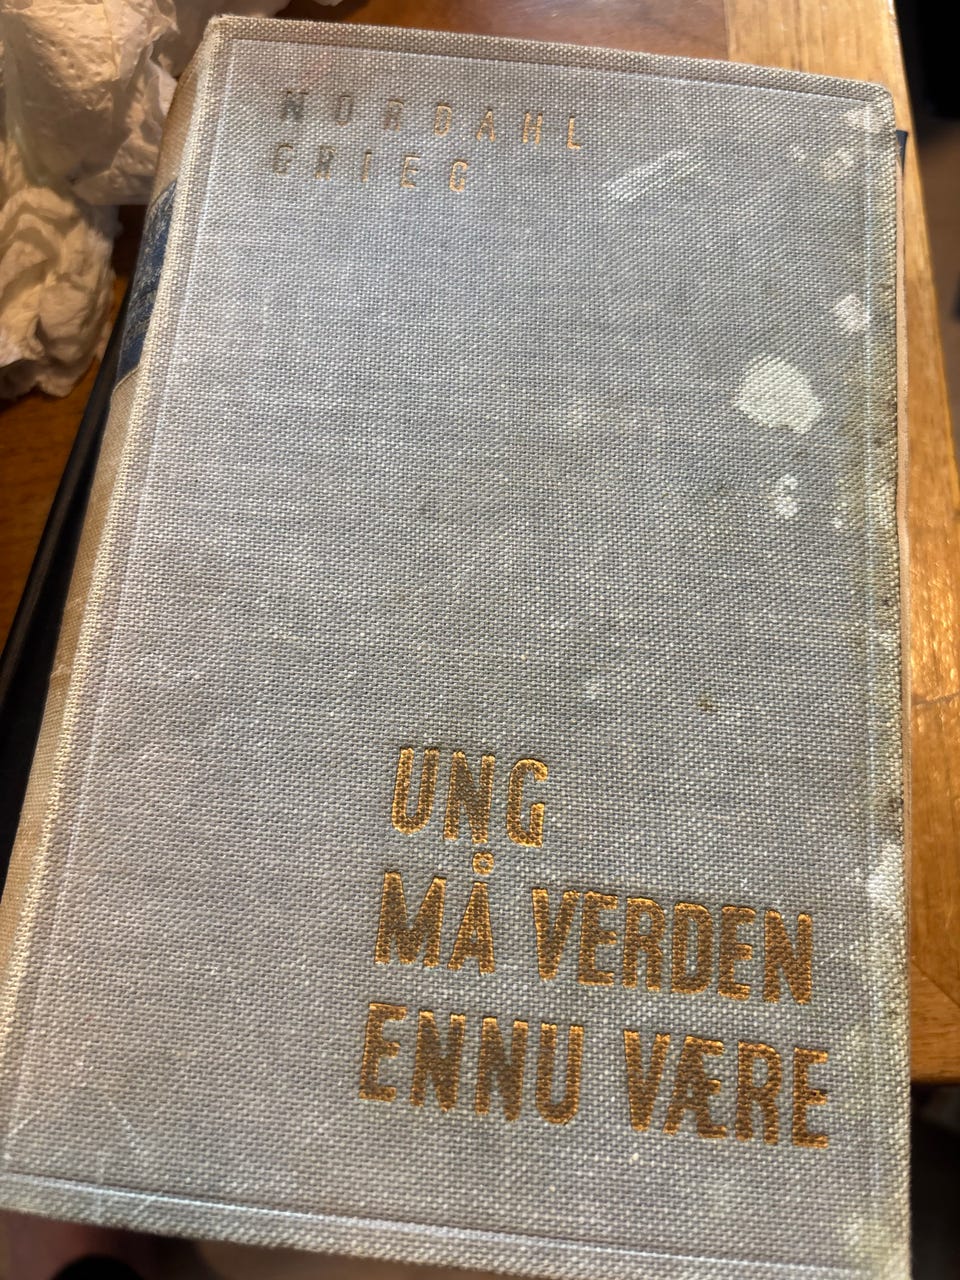 NORDAHL
GRIEG
UNG
MÅ VERDEN
ENNU VÆRE